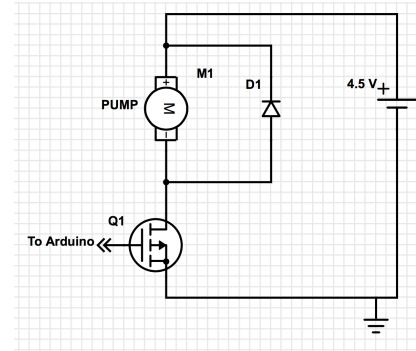 M1
D1
4.5 V
+
+
PUMP
M
-
Q1
To Arduino